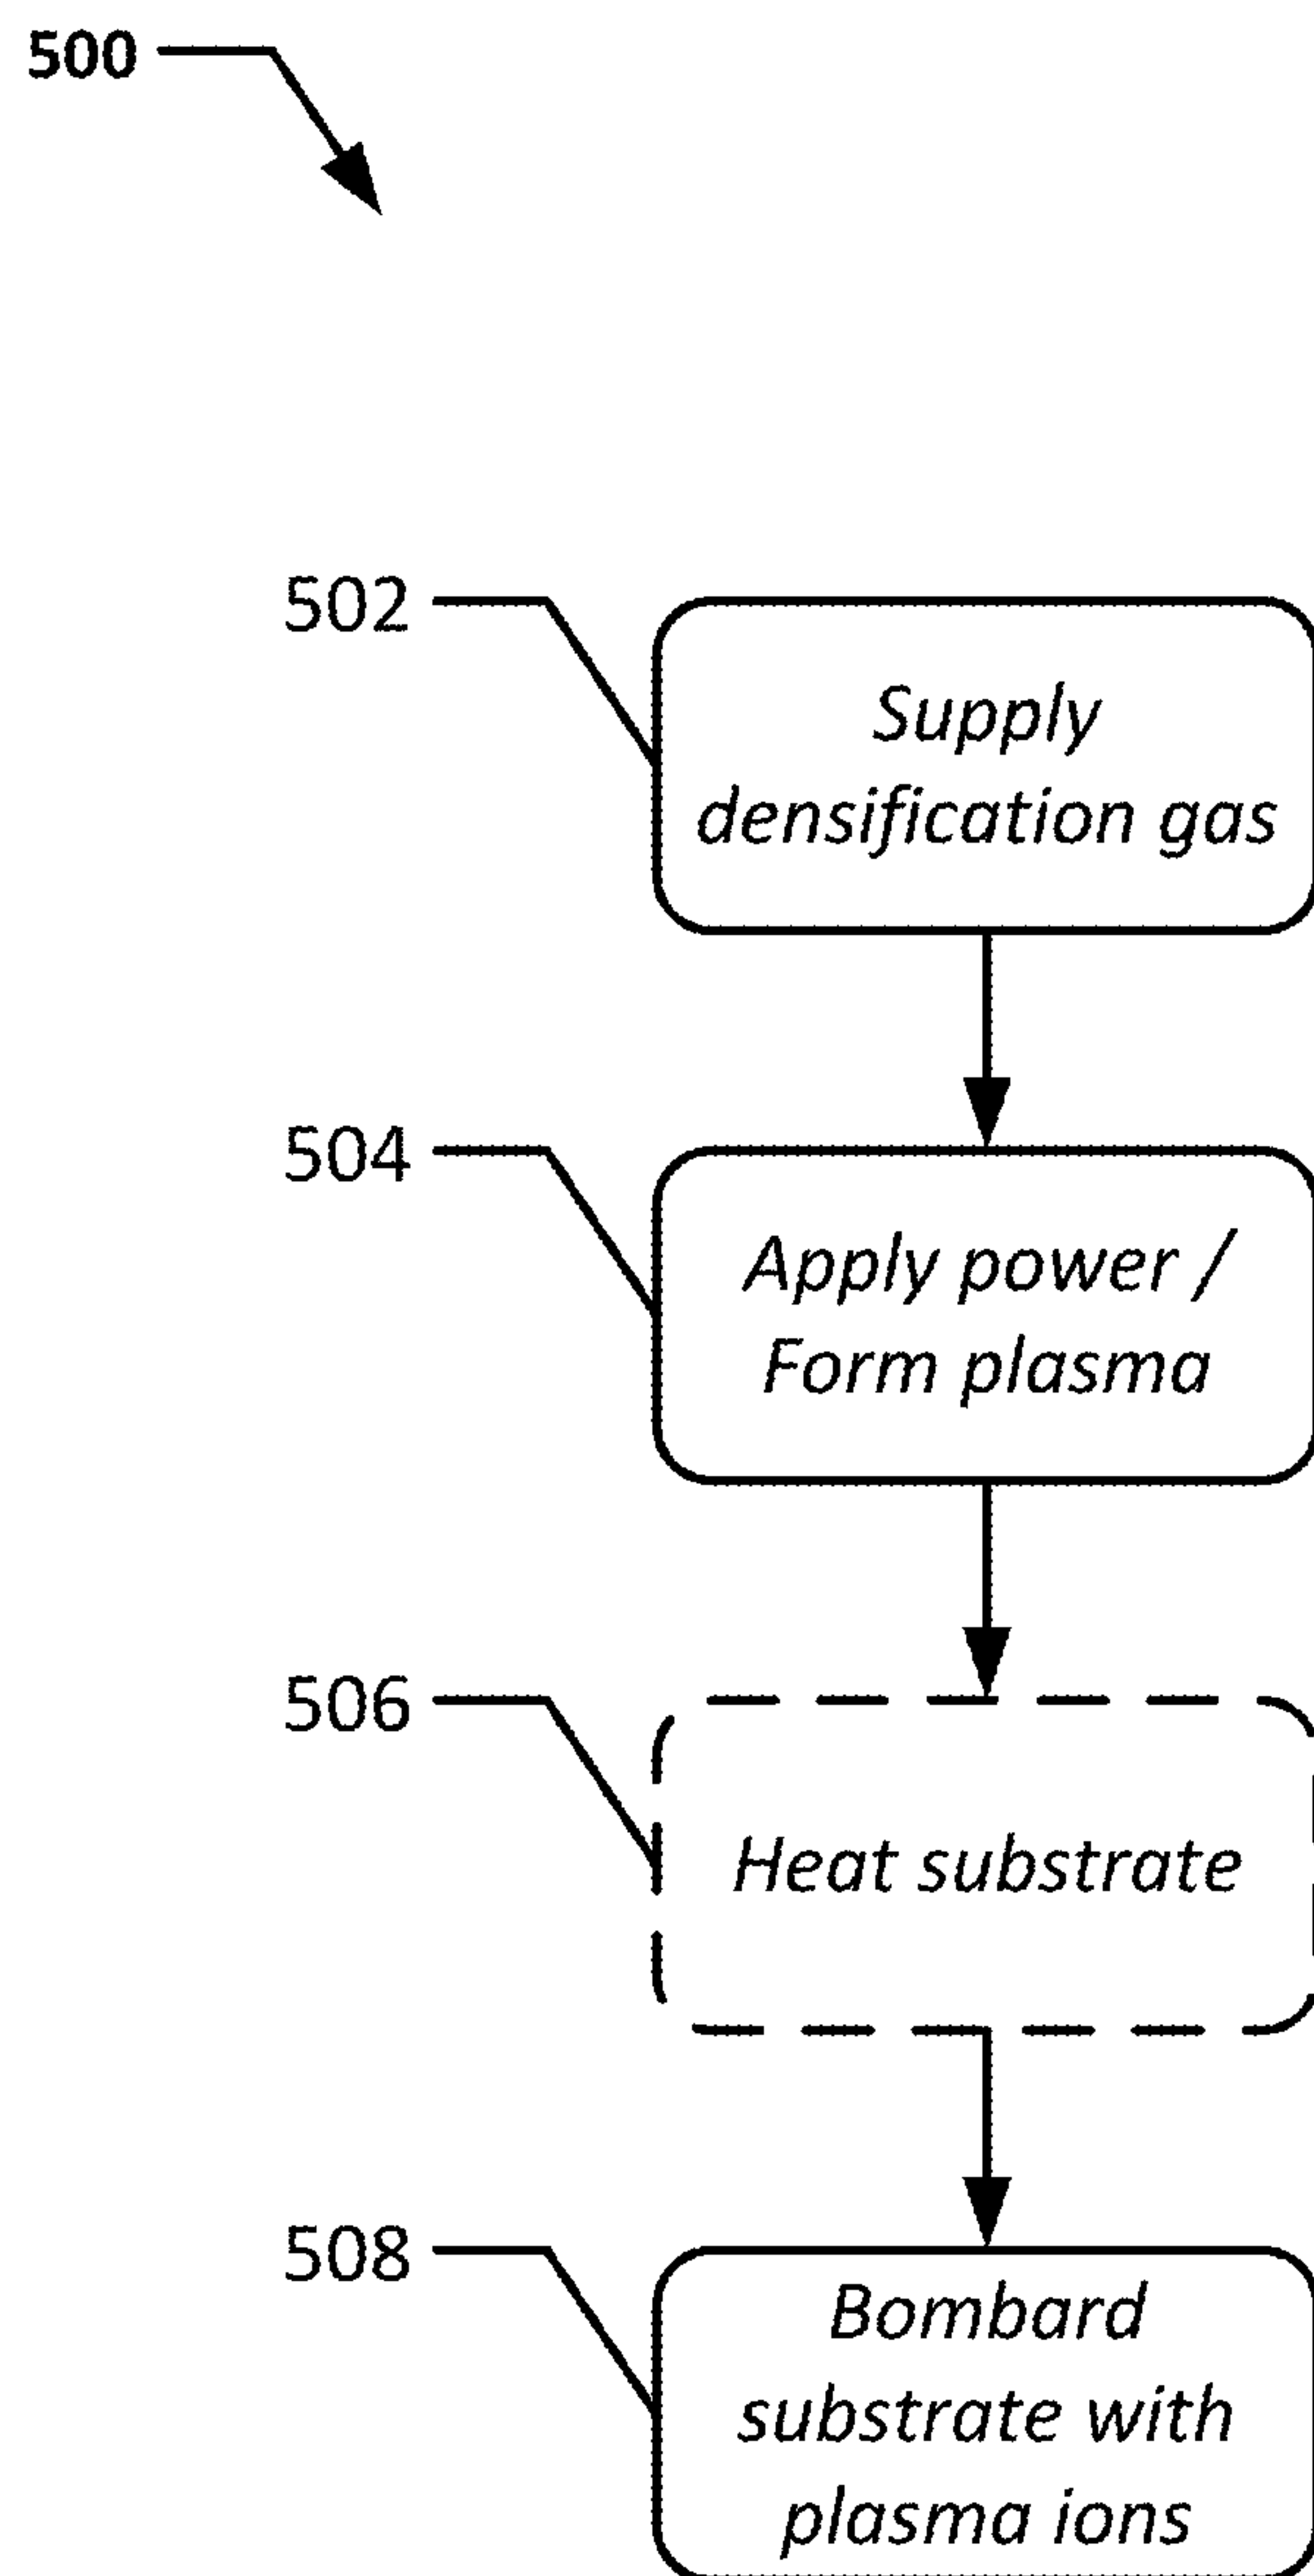 500
502
Supply
densification gas
504
Apply power /
Form plasma
506
Heat substrate
508
Bombard
substrate with
plasma ions